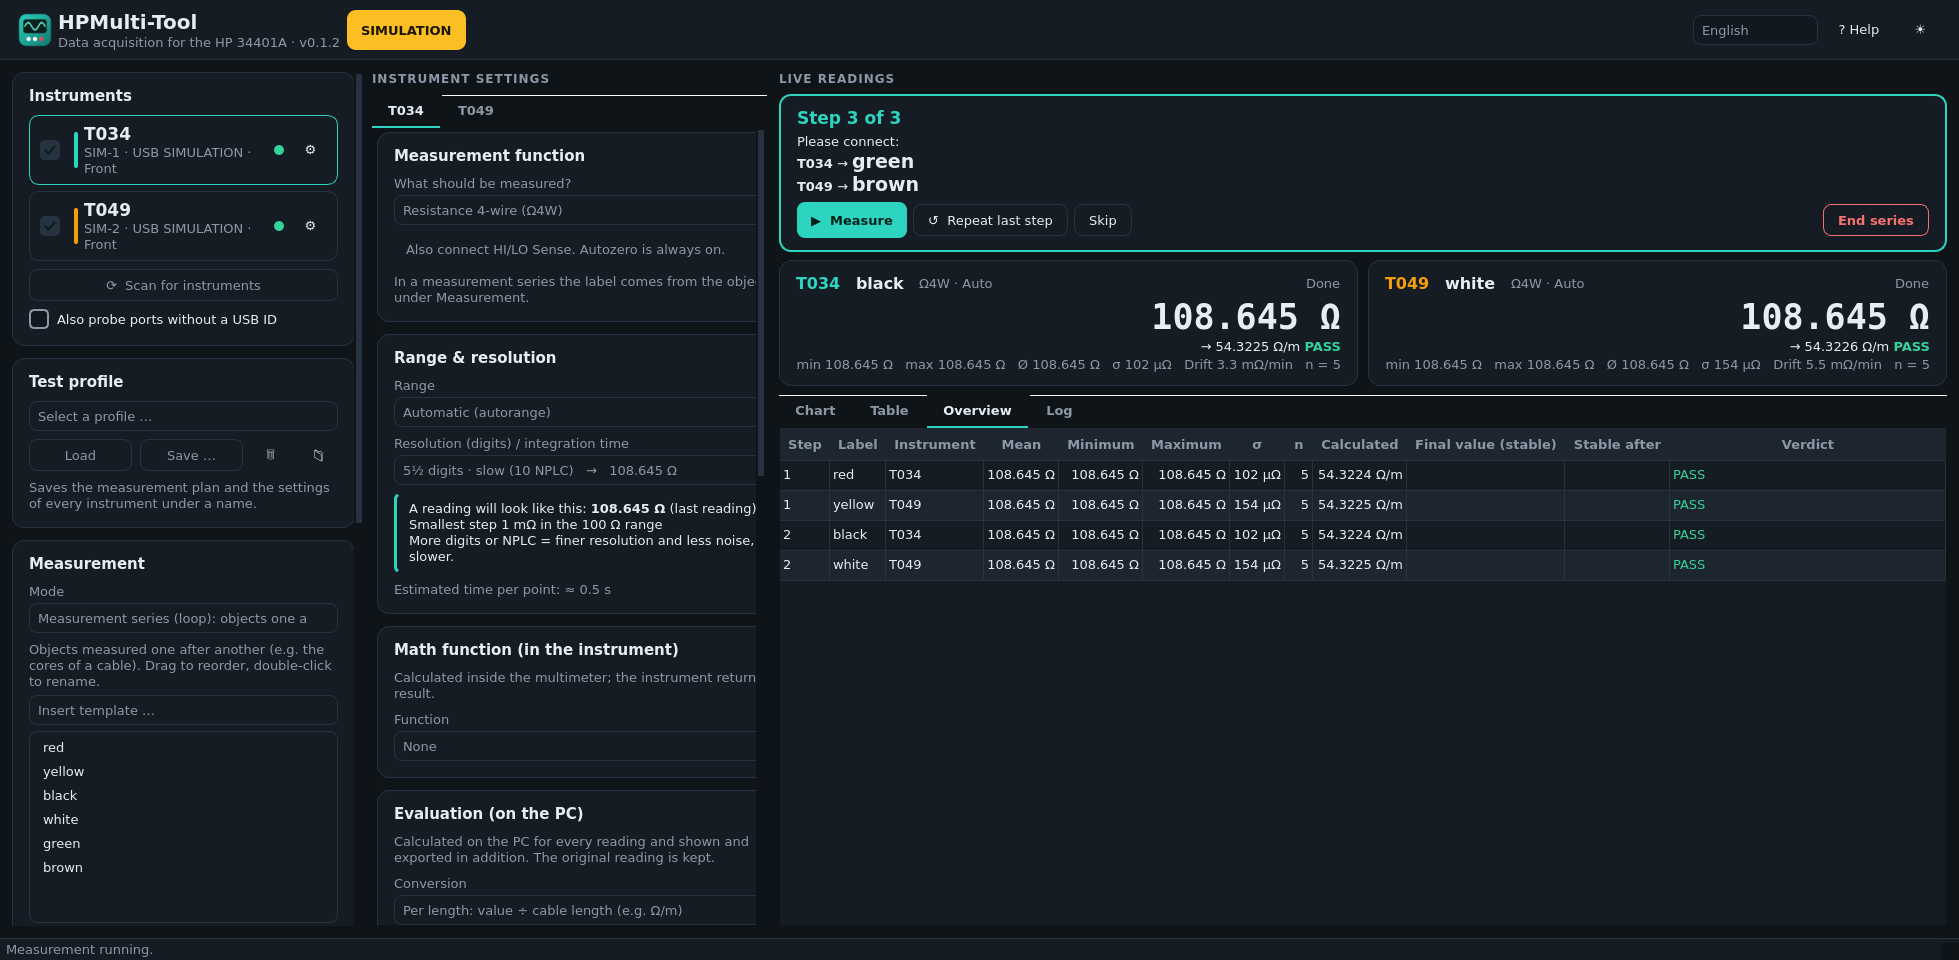 HPMulti-Tool
Data acquisition for the HP 34401A · v0.1.2
SIMULATION
English
? Help
Instruments
T034
SIM-1 · USB SIMULATION ·
Front
T049
SIM-2 · USB SIMULATION ·
Front
Scan for instruments
Also probe ports without a USB ID
Test profile
Select a profile ...
Load
Save ...
Saves the measurement plan and the settings
of every instrument under a name.
Measurement
Mode
Measurement series (loop): objects one a
Objects measured one after another (e.g. the
cores of a cable). Drag to reorder, double-click
to rename.
Insert template ...
red
yellow
black
white
green
brown
INSTRUMENT SETTINGS
T034 T049
Measurement function
What should be measured?
Resistance 4-wire (Ω4W)
Also connect HI/LO Sense. Autozero is always on.
In a measurement series the label comes from the obje
under Measurement.
Range & resolution
Range
Automatic (autorange)
Resolution (digits) / integration time
5½ digits · slow (10 NPLC) → 108.645 Ω
A reading will look like this: 108.645 Ω (last reading)
Smallest step 1 mΩ in the 100 Ω range
More digits or NPLC = finer resolution and less noise,
slower.
Estimated time per point: ≈ 0.5 s
Math function (in the instrument)
Calculated inside the multimeter; the instrument return
result.
Function
None
Evaluation (on the PC)
Calculated on the PC for every reading and shown and
exported in addition. The original reading is kept.
Conversion
Per length: value ÷ cable length (e.g. Ω/m)
LIVE READINGS
Step 3 of 3
Please connect:
T034 → green
T049 → brown
▶ Measure ↺ Repeat last step Skip End series
T034 black Ω4W · Auto Done
108.645 Ω
→ 54.3225 Ω/m PASS
min 108.645 Ω max 108.645 Ω Ø 108.645 Ω σ 102 µΩ Drift 3.3 mΩ/min n = 5
T049 white Ω4W · Auto Done
108.645 Ω
→ 54.3226 Ω/m PASS
min 108.645 Ω max 108.645 Ω Ø 108.645 Ω σ 154 µΩ Drift 5.5 mΩ/min n = 5
Chart Table Overview Log
Step Label Instrument Mean Minimum Maximum σ n Calculated Final value (stable) Stable after Verdict
1 red T034 108.645 Ω 108.645 Ω 108.645 Ω 102 µΩ 5 54.3224 Ω/m PASS
1 yellow T049 108.645 Ω 108.645 Ω 108.645 Ω 154 µΩ 5 54.3225 Ω/m PASS
2 black T034 108.645 Ω 108.645 Ω 108.645 Ω 102 µΩ 5 54.3224 Ω/m PASS
2 white T049 108.645 Ω 108.645 Ω 108.645 Ω 154 µΩ 5 54.3225 Ω/m PASS
Measurement running.